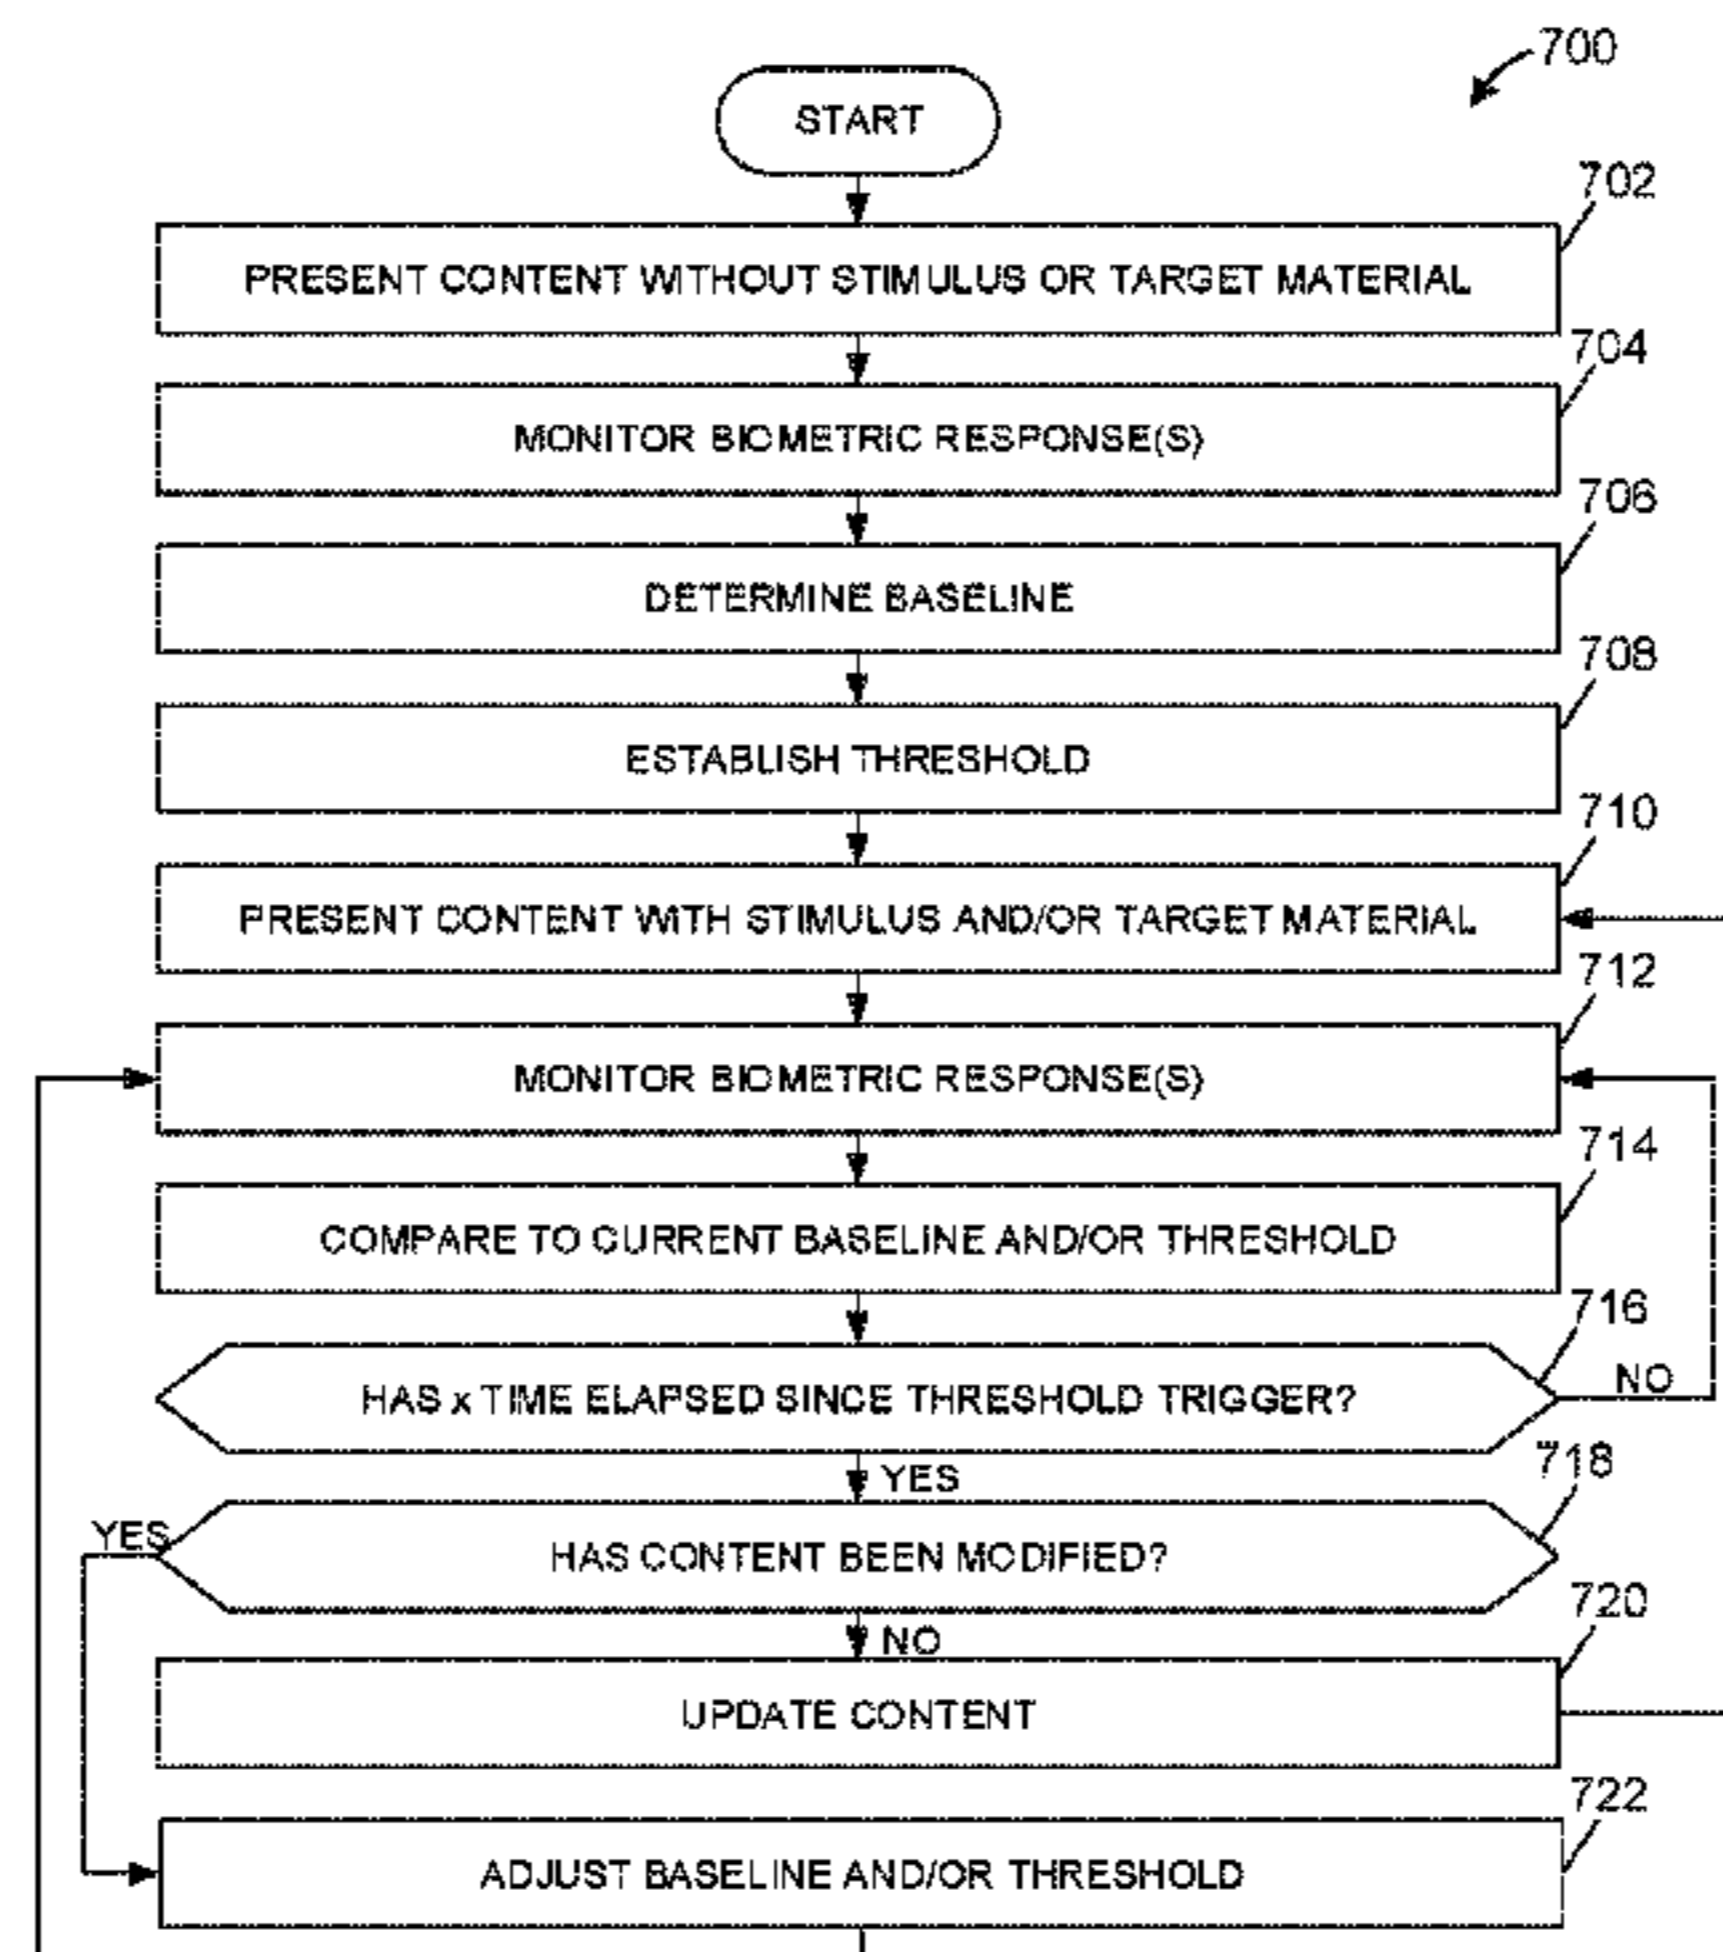 700
START
702
PRESENT CONTENT WITHOUT STIMULUS OR TARGET MATERIAL
704
MONITOR BIOMETRIC RESPONSE(S)
706
DETERMINE BASELINE
708
ESTABLISH THRESHOLD
710
PRESENT CONTENT WITH STIMULUS AND/OR TARGET MATERIAL
712
MONITOR BIOMETRIC RESPONSE(S)
714
COMPARE TO CURRENT BASELINE AND/OR THRESHOLD
716
HAS x TIME ELAPSED SINCE THRESHOLD TRIGGER?
NO
YES
718
YES
HAS CONTENT BEEN MODIFIED?
NO
720
UPDATE CONTENT
722
ADJUST BASELINE AND/OR THRESHOLD